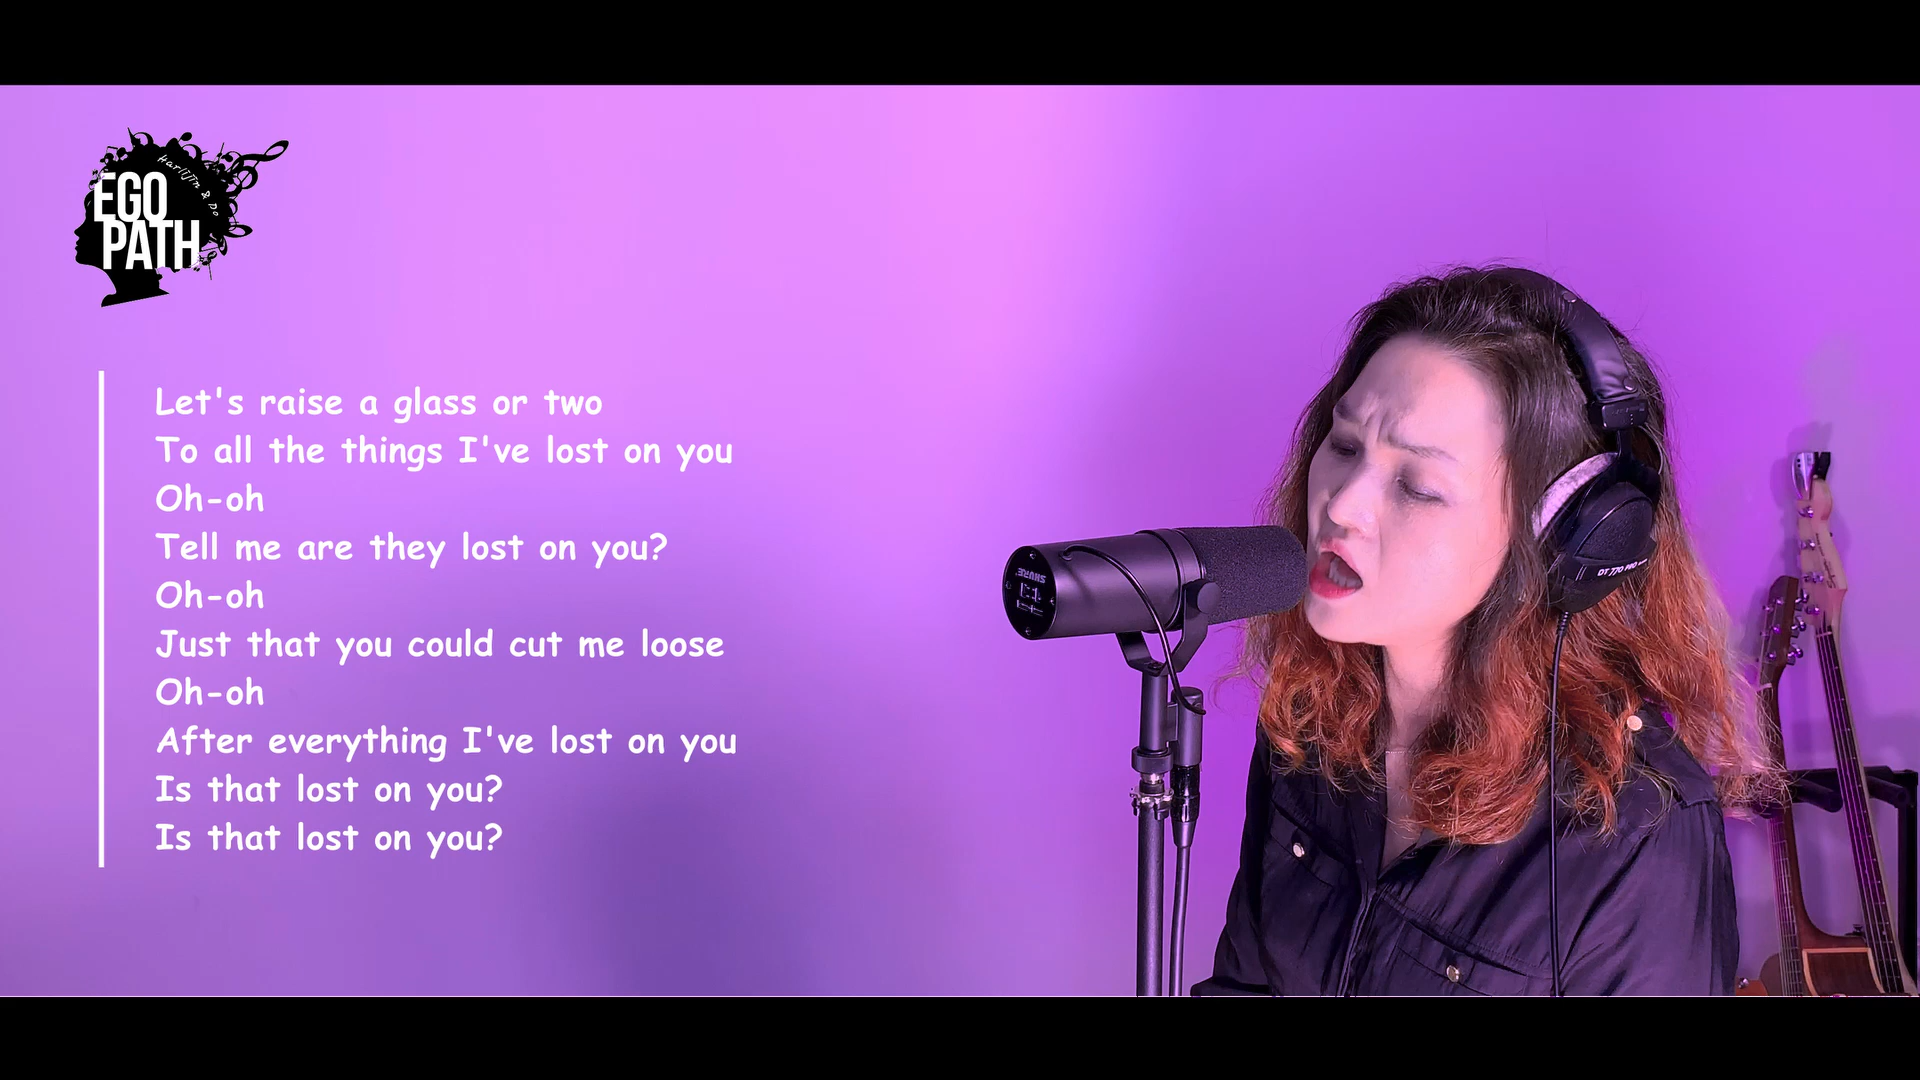 Harlijin & Do
EGO
PATH
Let's raise a glass or two
To all the things I've lost on you
Oh-oh
Tell me are they lost on you?
Oh-oh
Just that you could cut me loose
Oh-oh
After everything I've lost on you
Is that lost on you?
Is that lost on you?
SHURE
DT 770 PRO